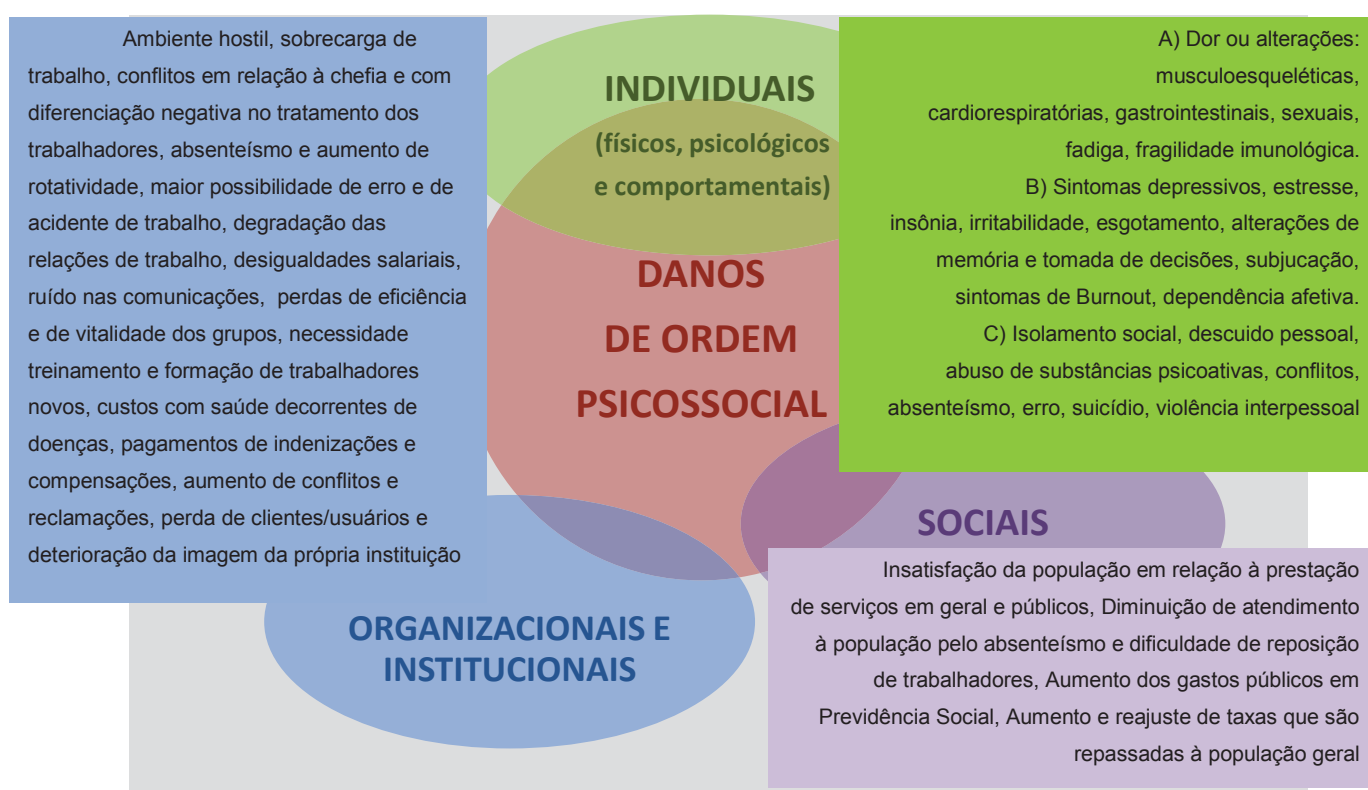 Ambiente hostil, sobrecarga de
trabalho, conflitos em relação à chefia e com
diferenciação negativa no tratamento dos
trabalhadores, absenteísmo e aumento de
rotatividade, maior possibilidade de erro e de
acidente de trabalho, degradação das
relações de trabalho, desigualdades salariais,
ruído nas comunicações, perdas de eficiência
e de vitalidade dos grupos, necessidade
treinamento e formação de trabalhadores
novos, custos com saúde decorrentes de
doenças, pagamentos de indenizações e
compensações, aumento de conflitos e
reclamações, perda de clientes/usuários e
deterioração da imagem da própria instituição
INDIVIDUAIS
(físicos, psicológicos
e comportamentais)
DANOS
DE ORDEM
PSICOSSOCIAL
A) Dor ou alterações:
musculoesqueléticas,
cardiorespiratórias, gastrointestinais, sexuais,
fadiga, fragilidade imunológica.
B) Sintomas depressivos, estresse,
insônia, irritabilidade, esgotamento, alterações de
memória e tomada de decisões, subjucação,
sintomas de Burnout, dependência afetiva.
C) Isolamento social, descuido pessoal,
abuso de substâncias psicoativas, conflitos,
absenteísmo, erro, suicídio, violência interpessoal
ORGANIZACIONAIS E
INSTITUCIONAIS
SOCIAIS
Insatisfação da população em relação à prestação
de serviços em geral e públicos, Diminuição de atendimento
à população pelo absenteísmo e dificuldade de reposição
de trabalhadores, Aumento dos gastos públicos em
Previdência Social, Aumento e reajuste de taxas que são
repassadas à população geral